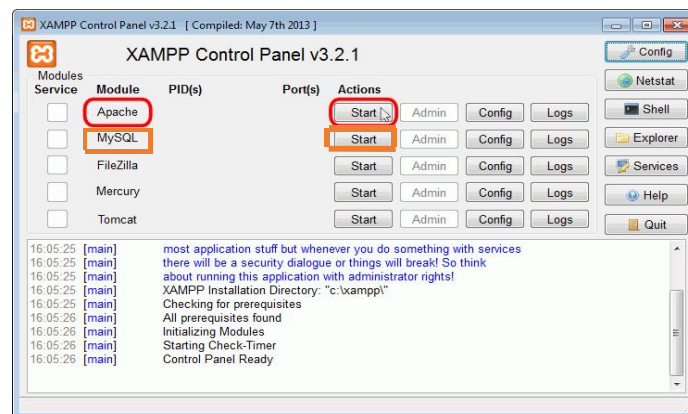 XAMPP Control Panel v3.2.1 [ Compiled: May 7th 2013 ]
XAMPP Control Panel v3.2.1
Config
Modules
Service Module PID(s) Port(s) Actions
Netstat
Apache Start Admin Config Logs
Shell
MySQL Start Admin Config Logs
Explorer
FileZilla Start Admin Config Logs
Services
Mercury Start Admin Config Logs
Help
Tomcat Start Admin Config Logs
Quit
16:05:25 [main] most application stuff but whenever you do something with services
16:05:25 [main] there will be a security dialogue or things will break! So think
16:05:25 [main] about running this application with administrator rights!
16:05:25 [main] XAMPP Installation Directory: "c:\xampp\"
16:05:25 [main] Checking for prerequisites
16:05:26 [main] All prerequisites found
16:05:26 [main] Initializing Modules
16:05:26 [main] Starting Check-Timer
16:05:26 [main] Control Panel Ready